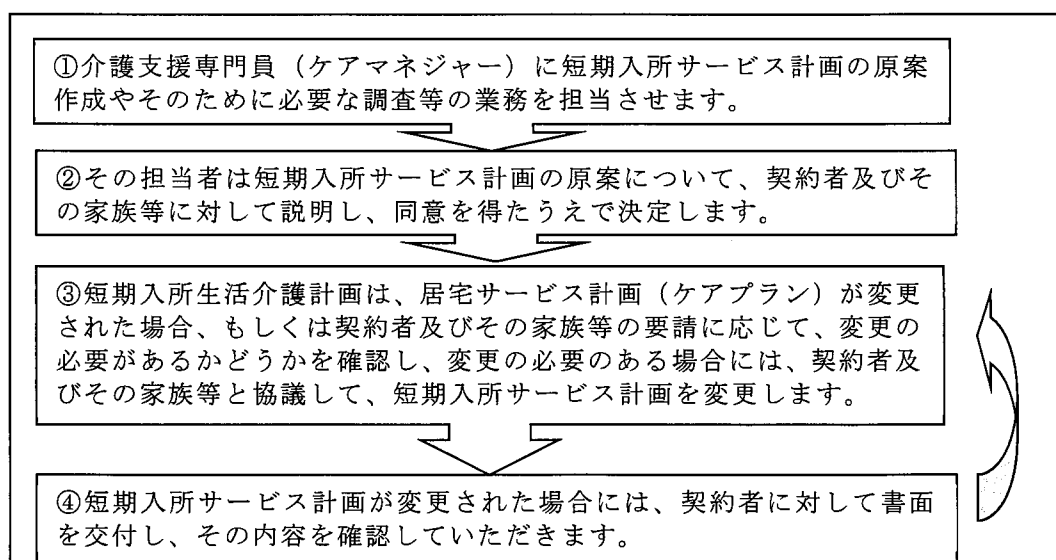 ①介護支援専門員（ケアマネジャー）に短期入所サービス計画の原案
作成やそのために必要な調査等の業務を担当させます。
②その担当者は短期入所サービス計画の原案について、契約者及びそ
の家族等に対して説明し、同意を得たうえで決定します。
③短期入所生活介護計画は、居宅サービス計画（ケアプラン）が変更
された場合、もしくは契約者及びその家族等の要請に応じて、変更の
必要があるかどうかを確認し、変更の必要のある場合には、契約者及
びその家族等と協議して、短期入所サービス計画を変更します。
④短期入所サービス計画が変更された場合には、契約者に対して書面
を交付し、その内容を確認していただきます。